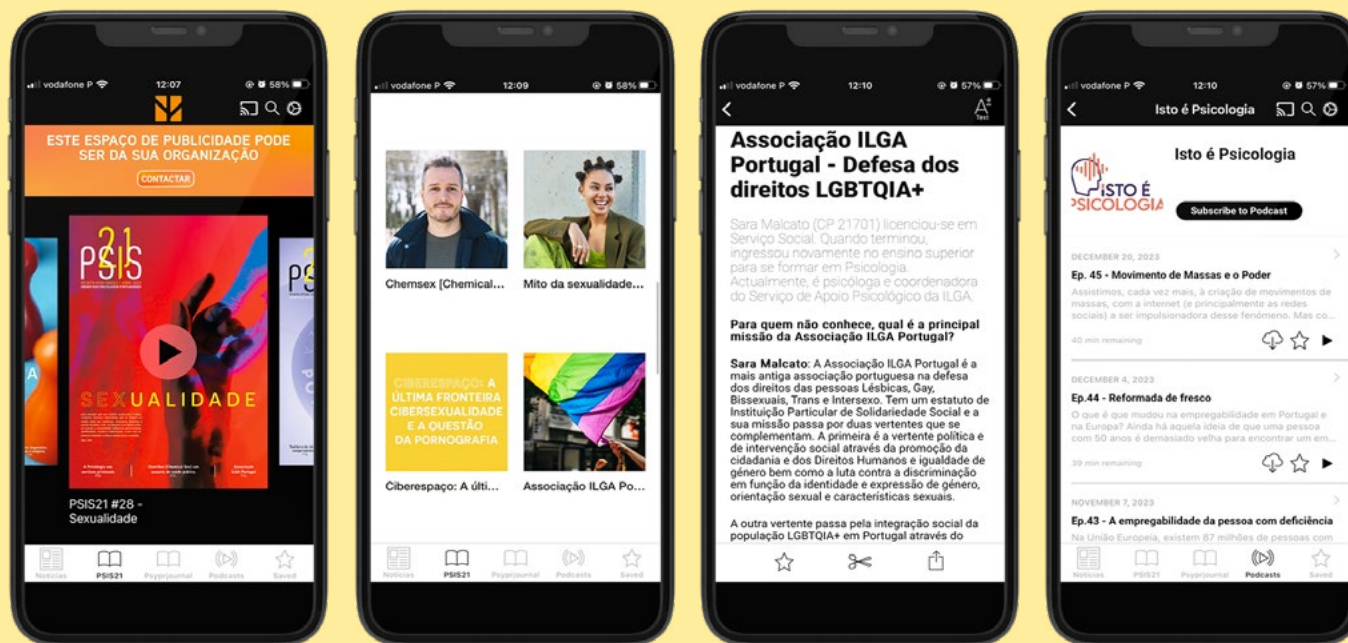 vodafone P
12:07
58%
ESTE ESPAÇO DE PUBLICIDADE PODE
SER DA SUA ORGANIZAÇÃO
CONTACTAR
PSIS
21
SEXUALIDADE
PSIS21 #28 -
Sexualidade
Notícias
PSIS21
Psyprjournal
Podcasts
Saved
vodafone P
12:09
58%
Chemsex [Chemical...
Mito da sexualidade...
CIBERESPAÇO: A
ÚLTIMA FRONTEIRA
CIBERSEXUALIDADE
E A QUESTÃO
DA PORNOGRAFIA
Ciberespaço: A últi...
Associação ILGA Po...
Notícias
PSIS21
Psyprjournal
Podcasts
Saved
vodafone P
12:10
57%
Text
Associação ILGA
Portugal - Defesa dos
direitos LGBTQIA+
Sara Malcato (CP 21701) licenciou-se em
Serviço Social. Quando terminou,
ingressou novamente no ensino superior
para se formar em Psicologia.
Actualmente, é psicóloga e coordenadora
do Serviço de Apoio Psicológico da ILGA.
Para quem não conhece, qual é a principal
missão da Associação ILGA Portugal?
Sara Malcato: A Associação ILGA Portugal é a
mais antiga associação portuguesa na defesa
dos direitos das pessoas Lésbicas, Gay,
Bissexuais, Trans e Intersexo. Tem um estatuto de
Instituição Particular de Solidariedade Social e a
sua missão passa por duas vertentes que se
complementam. A primeira é a vertente política e
de intervenção social através da promoção da
cidadania e dos Direitos Humanos e igualdade de
género bem como a luta contra a discriminação
em função da identidade e expressão de género,
orientação sexual e características sexuais.
A outra vertente passa pela integração social da
população LGBTQIA+ em Portugal através do
vodafone P
12:10
57%
Isto é Psicologia
ISTO É
PSICOLOGIA
Isto é Psicologia
Subscribe to Podcast
DECEMBER 20, 2023
Ep. 45 - Movimento de Massas e o Poder
Assistimos, cada vez mais, à criação de movimentos de
massas, com a internet (e principalmente as redes
sociais) a ser impulsionadora desse fenómeno. Mas co...
40 min remaining
DECEMBER 4, 2023
Ep.44 - Reformada de fresco
O que é que mudou na empregabilidade em Portugal e
na Europa? Ainda há aquela ideia de que uma pessoa
com 50 anos é demasiado velha para encontrar um em...
39 min remaining
NOVEMBER 7, 2023
Ep.43 - A empregabilidade da pessoa com deficiência
Na União Europeia, existem 87 milhões de pessoas com
Notícias
PSIS21
Psyprjournal
Podcasts
Saved